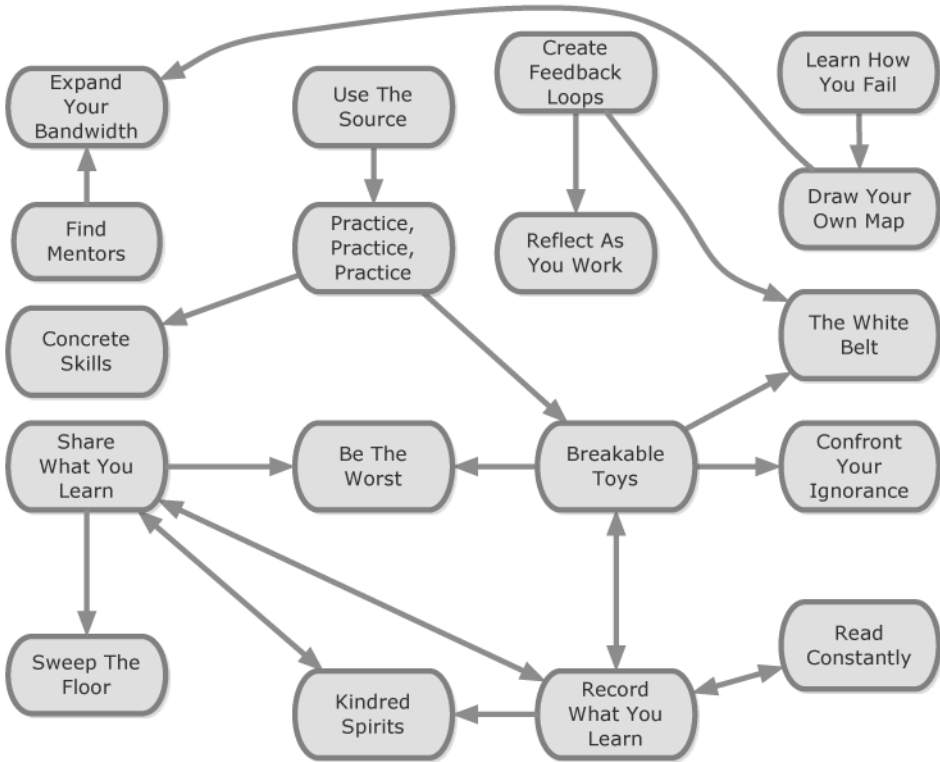 Expand
Your
Bandwidth
Use The
Source
Create
Feedback
Loops
Learn How
You Fail
Find
Mentors
Practice,
Practice,
Practice
Reflect As
You Work
Draw Your
Own Map
Concrete
Skills
The White
Belt
Share
What You
Learn
Be The
Worst
Breakable
Toys
Confront
Your
Ignorance
Sweep The
Floor
Kindred
Spirits
Record
What You
Learn
Read
Constantly